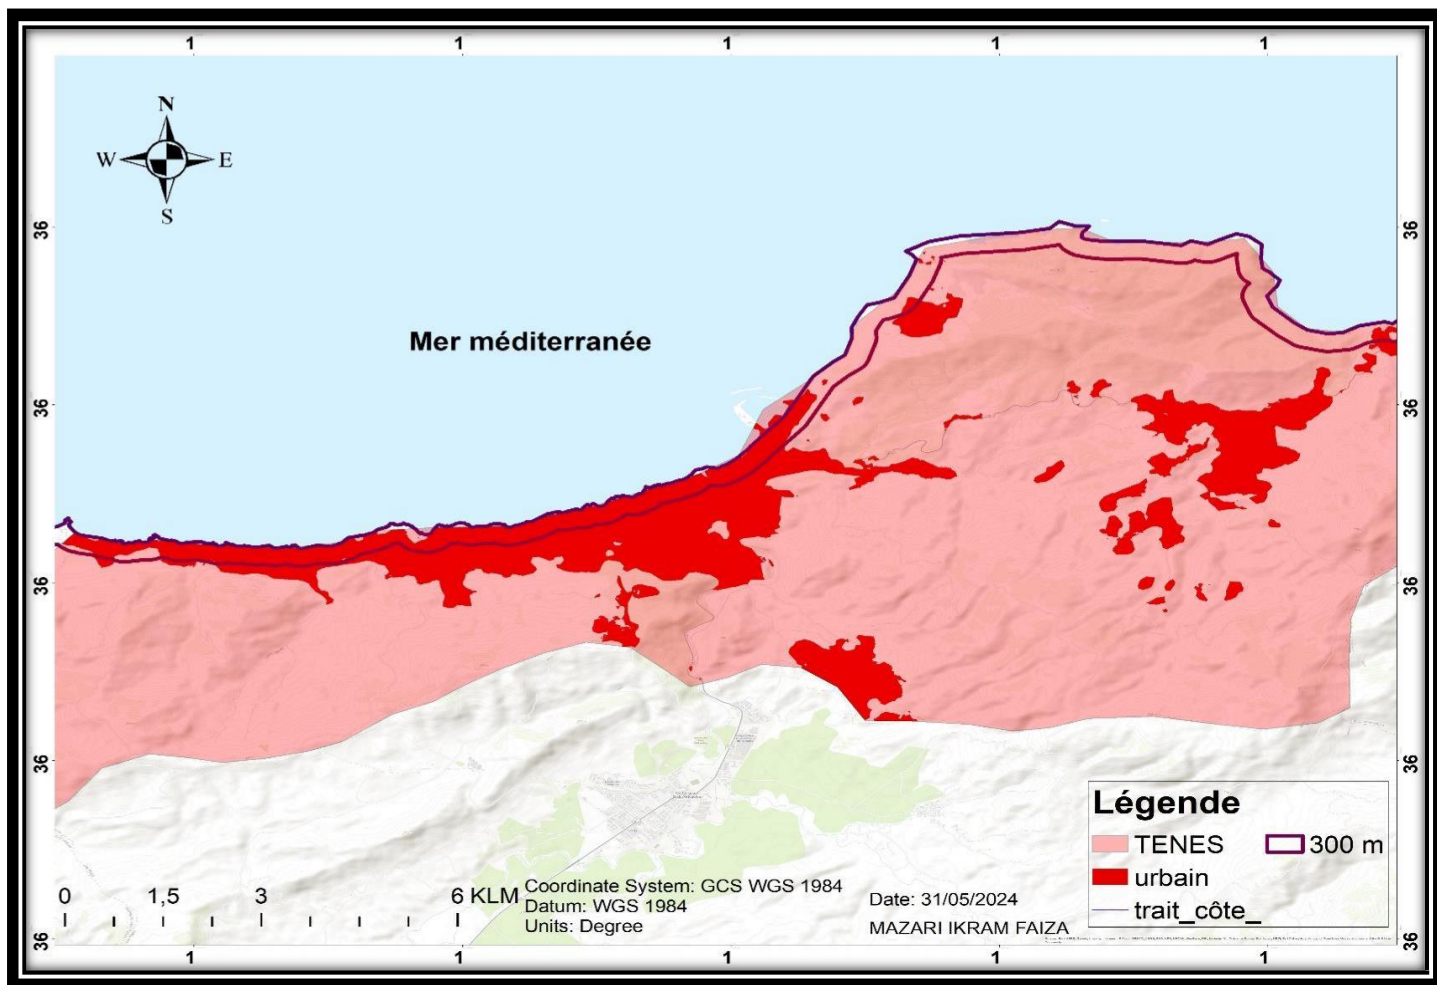 1 1 1 1 1
N
W E
S
36 36
Mer méditerranée
36 36
36 36
36 36
Légende
TENES 300 m
urbain
trait_côte_
0 1,5 3 6 KLM
Coordinate System: GCS WGS 1984
Datum: WGS 1984
Units: Degree
Date: 31/05/2024
MAZARI IKRAM FAIZA
36 36
1 1 1 1 1